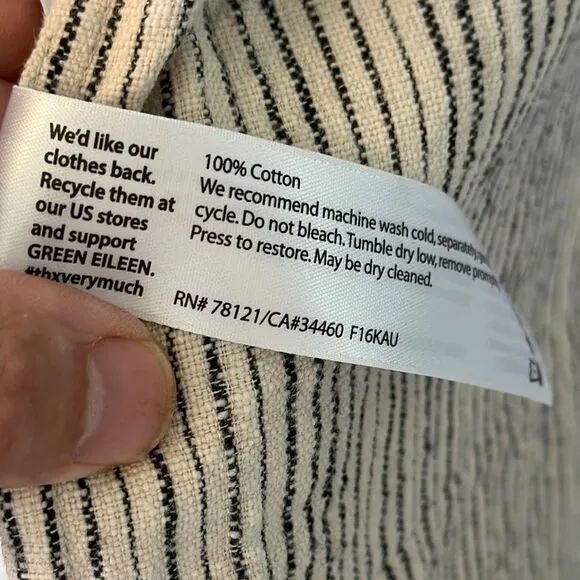 We'd like our
clothes back.
Recycle them at
our US stores
and support
GREEN EILEEN.
#thxverymuch
100% Cotton
We recommend machine wash cold, separately,
cycle. Do not bleach. Tumble dry low, remove
Press to restore. May be dry cleaned.
RN# 78121/CA#34460 F16KAU